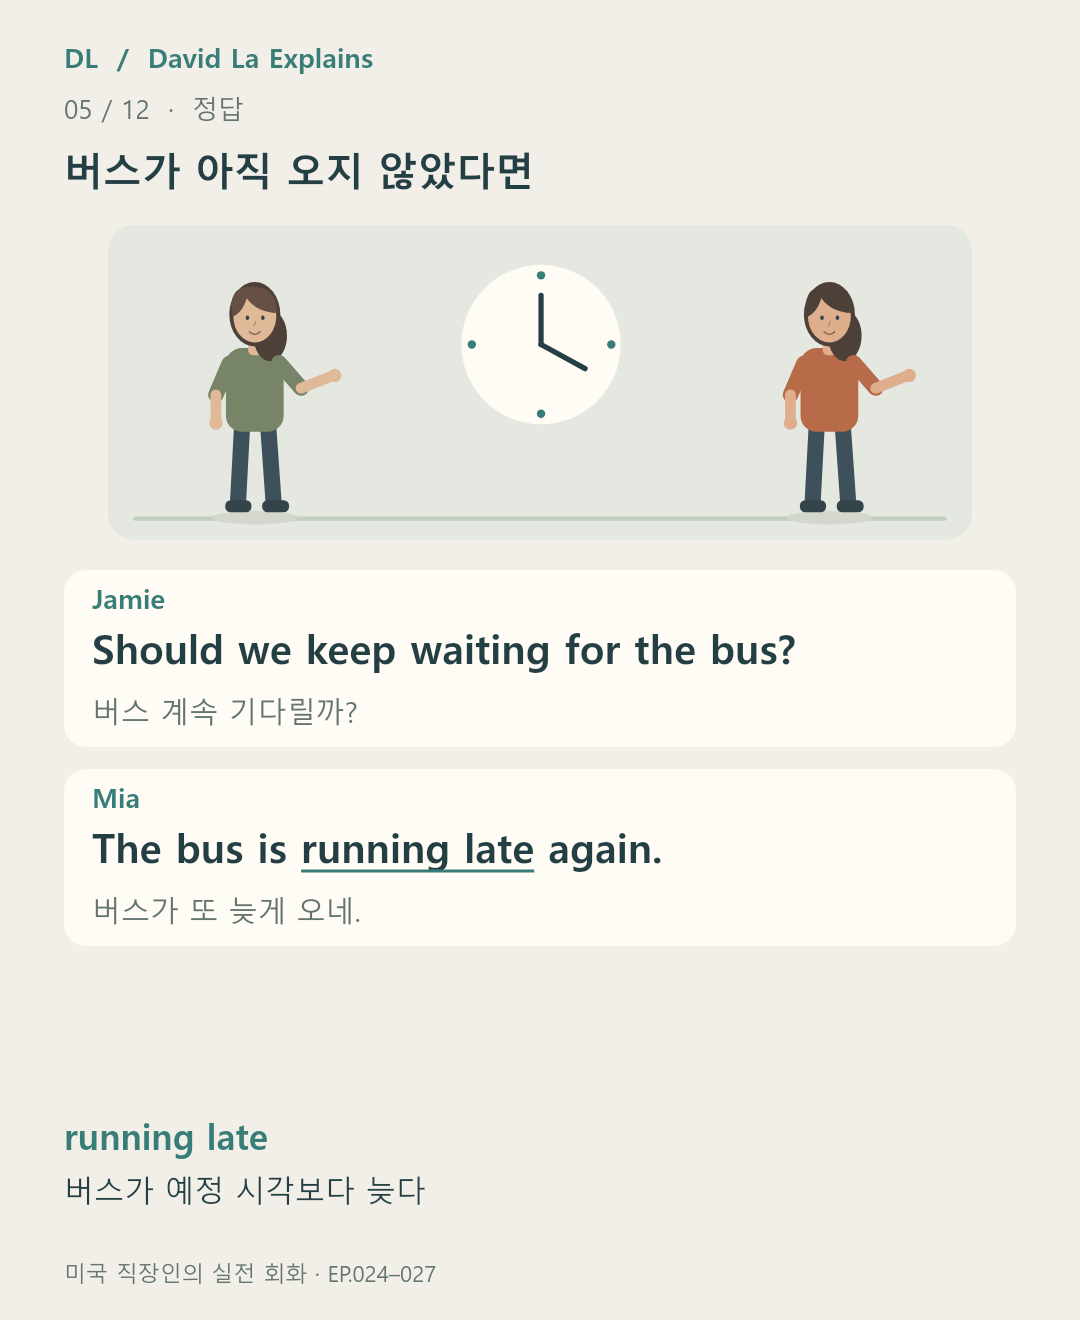 DL / David La Explains
05 / 12 · 정답
버스가 아직 오지 않았다면
Jamie
Should we keep waiting for the bus?
버스 계속 기다릴까?
Mia
The bus is running late again.
버스가 또 늦게 오네.
running late
버스가 예정 시각보다 늦다
미국 직장인의 실전 회화 · EP.024–027